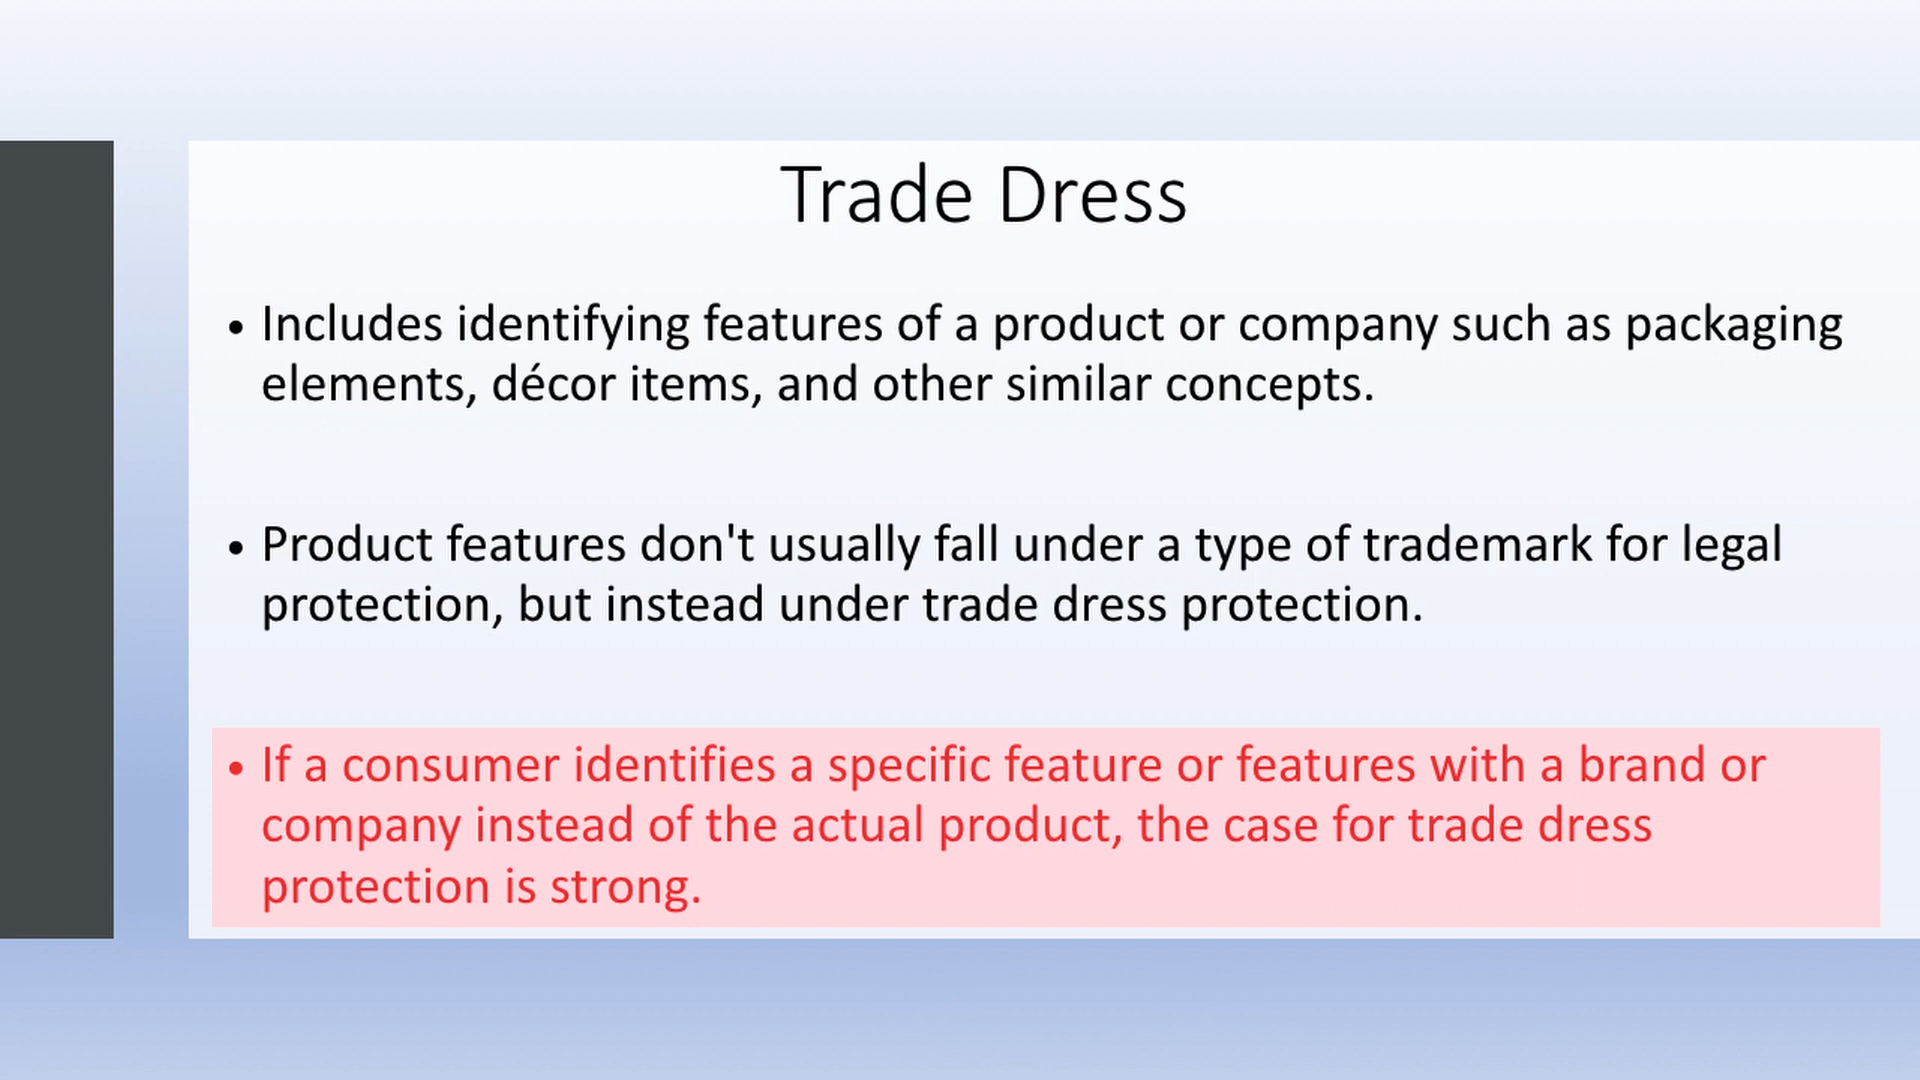 Trade Dress
• Includes identifying features of a product or company such as packaging
elements, décor items, and other similar concepts.
• Product features don't usually fall under a type of trademark for legal
protection, but instead under trade dress protection.
• If a consumer identifies a specific feature or features with a brand or
company instead of the actual product, the case for trade dress
protection is strong.